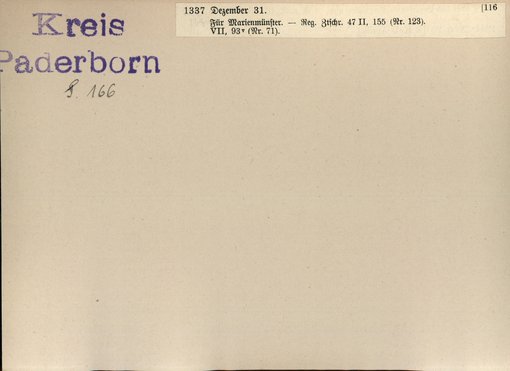 Kreis
Paderborn
S. 166
1337 Dezember 31.
[116
Für Marienmünster. — Reg. Ztschr. 47 II, 155 (Nr. 123).
VII, 93ᵛ (Nr. 71).